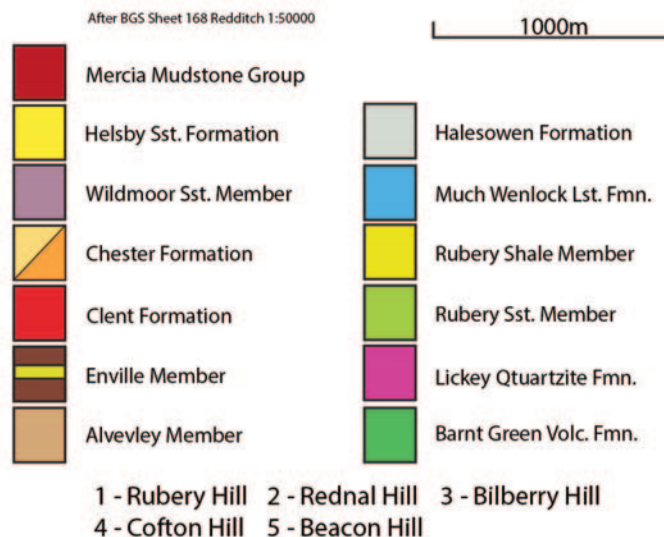 After BGS Sheet 168 Redditch 1:50000
1000m
Mercia Mudstone Group
Helsby Sst. Formation
Wildmoor Sst. Member
Chester Formation
Clent Formation
Enville Member
Alvevley Member
Halesowen Formation
Much Wenlock Lst. Fmn.
Rubery Shale Member
Rubery Sst. Member
Lickey Qtuartzite Fmn.
Barnt Green Volc. Fmn.
1 - Rubery Hill 2 - Rednal Hill 3 - Bilberry Hill
4 - Cofton Hill 5 - Beacon Hill